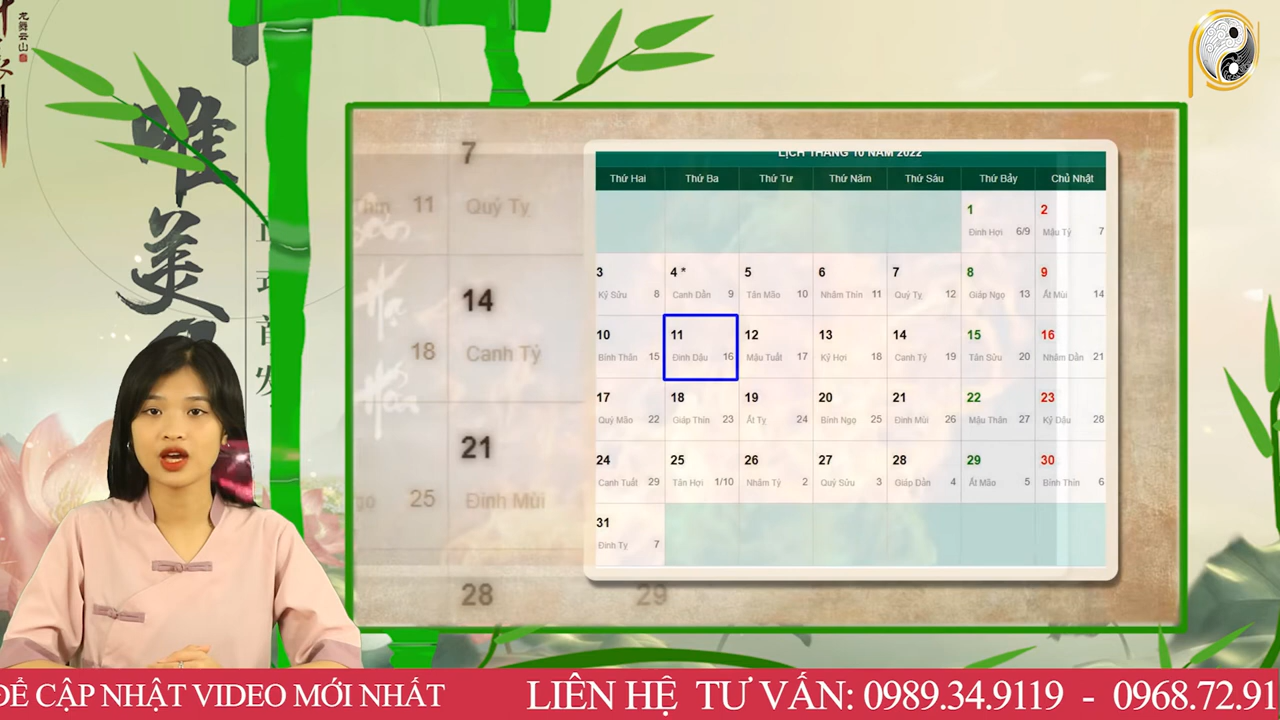 龙舞云山
唯
美
LỊCH THÁNG 10 NĂM 2022
Thứ Hai Thứ Ba Thứ Tư Thứ Năm Thứ Sáu Thứ Bảy Chủ Nhật
1 2
Đinh Hợi 6/9 Mậu Tý 7
3 4 * 5 6 7 8 9
Kỷ Sửu 8 Canh Dần 9 Tân Mão 10 Nhâm Thìn 11 Quý Tỵ 12 Giáp Ngọ 13 Ất Mùi 14
10 11 12 13 14 15 16
Bính Thân 15 Đinh Dậu 16 Mậu Tuất 17 Kỷ Hợi 18 Canh Tý 19 Tân Sửu 20 Nhâm Dần 21
17 18 19 20 21 22 23
Quý Mão 22 Giáp Thìn 23 Ất Tỵ 24 Bính Ngọ 25 Đinh Mùi 26 Mậu Thân 27 Kỷ Dậu 28
24 25 26 27 28 29 30
Canh Tuất 29 Tân Hợi 1/10 Nhâm Tý 2 Quý Sửu 3 Giáp Dần 4 Ất Mão 5 Bính Thìn 6
31
Đinh Tỵ 7
7
Thìn 11 Quý Tỵ
14
18 Canh Tý
21
25 Đinh Mùi
28 29
ĐỂ CẬP NHẬT VIDEO MỚI NHẤT LIÊN HỆ TƯ VẤN: 0989.34.9119 - 0968.72.91